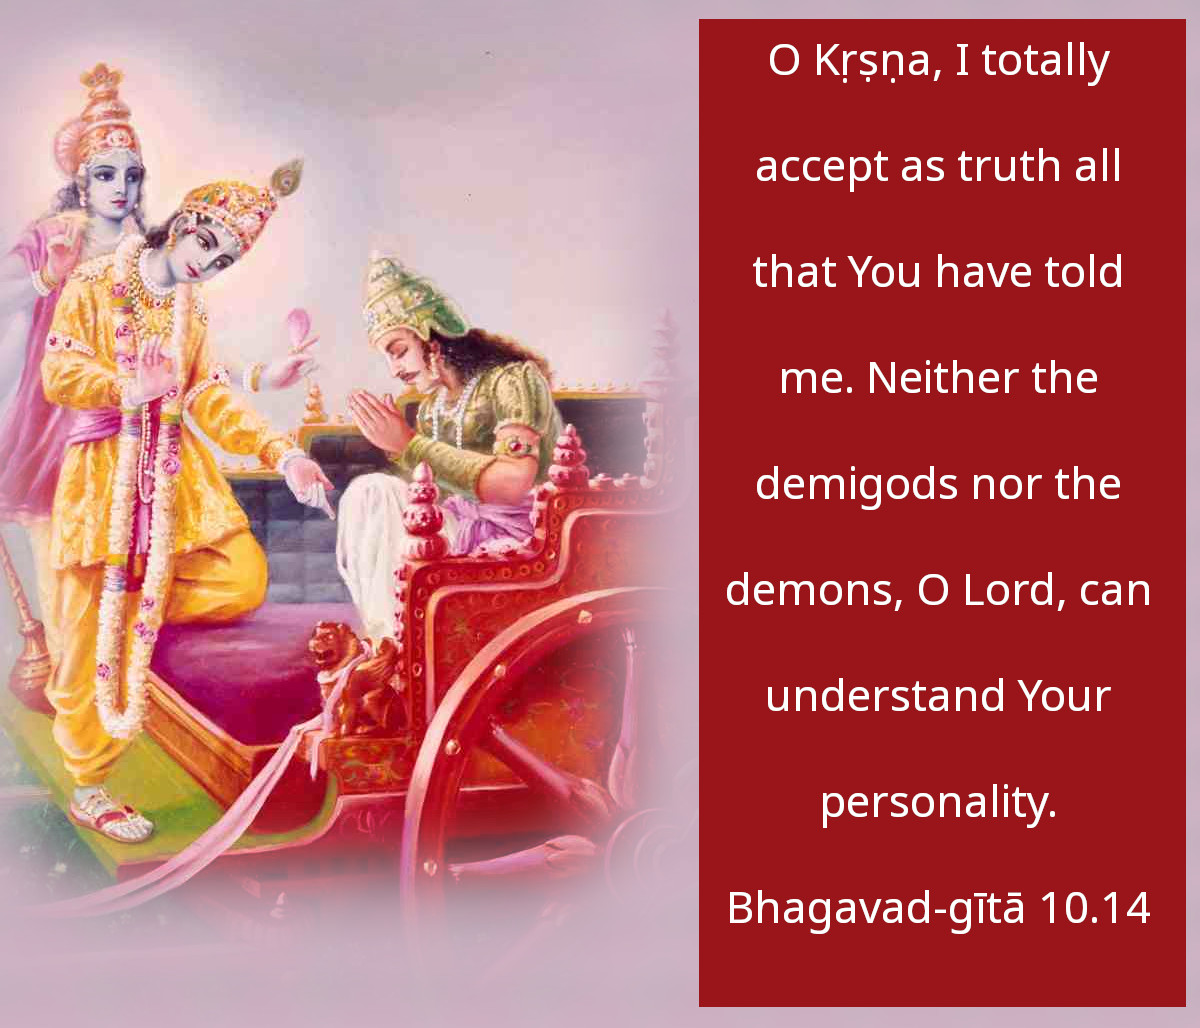 O Kṛṣṇa, I totally
accept as truth all
that You have told
me. Neither the
demigods nor the
demons, O Lord, can
understand Your
personality.
Bhagavad-gītā 10.14